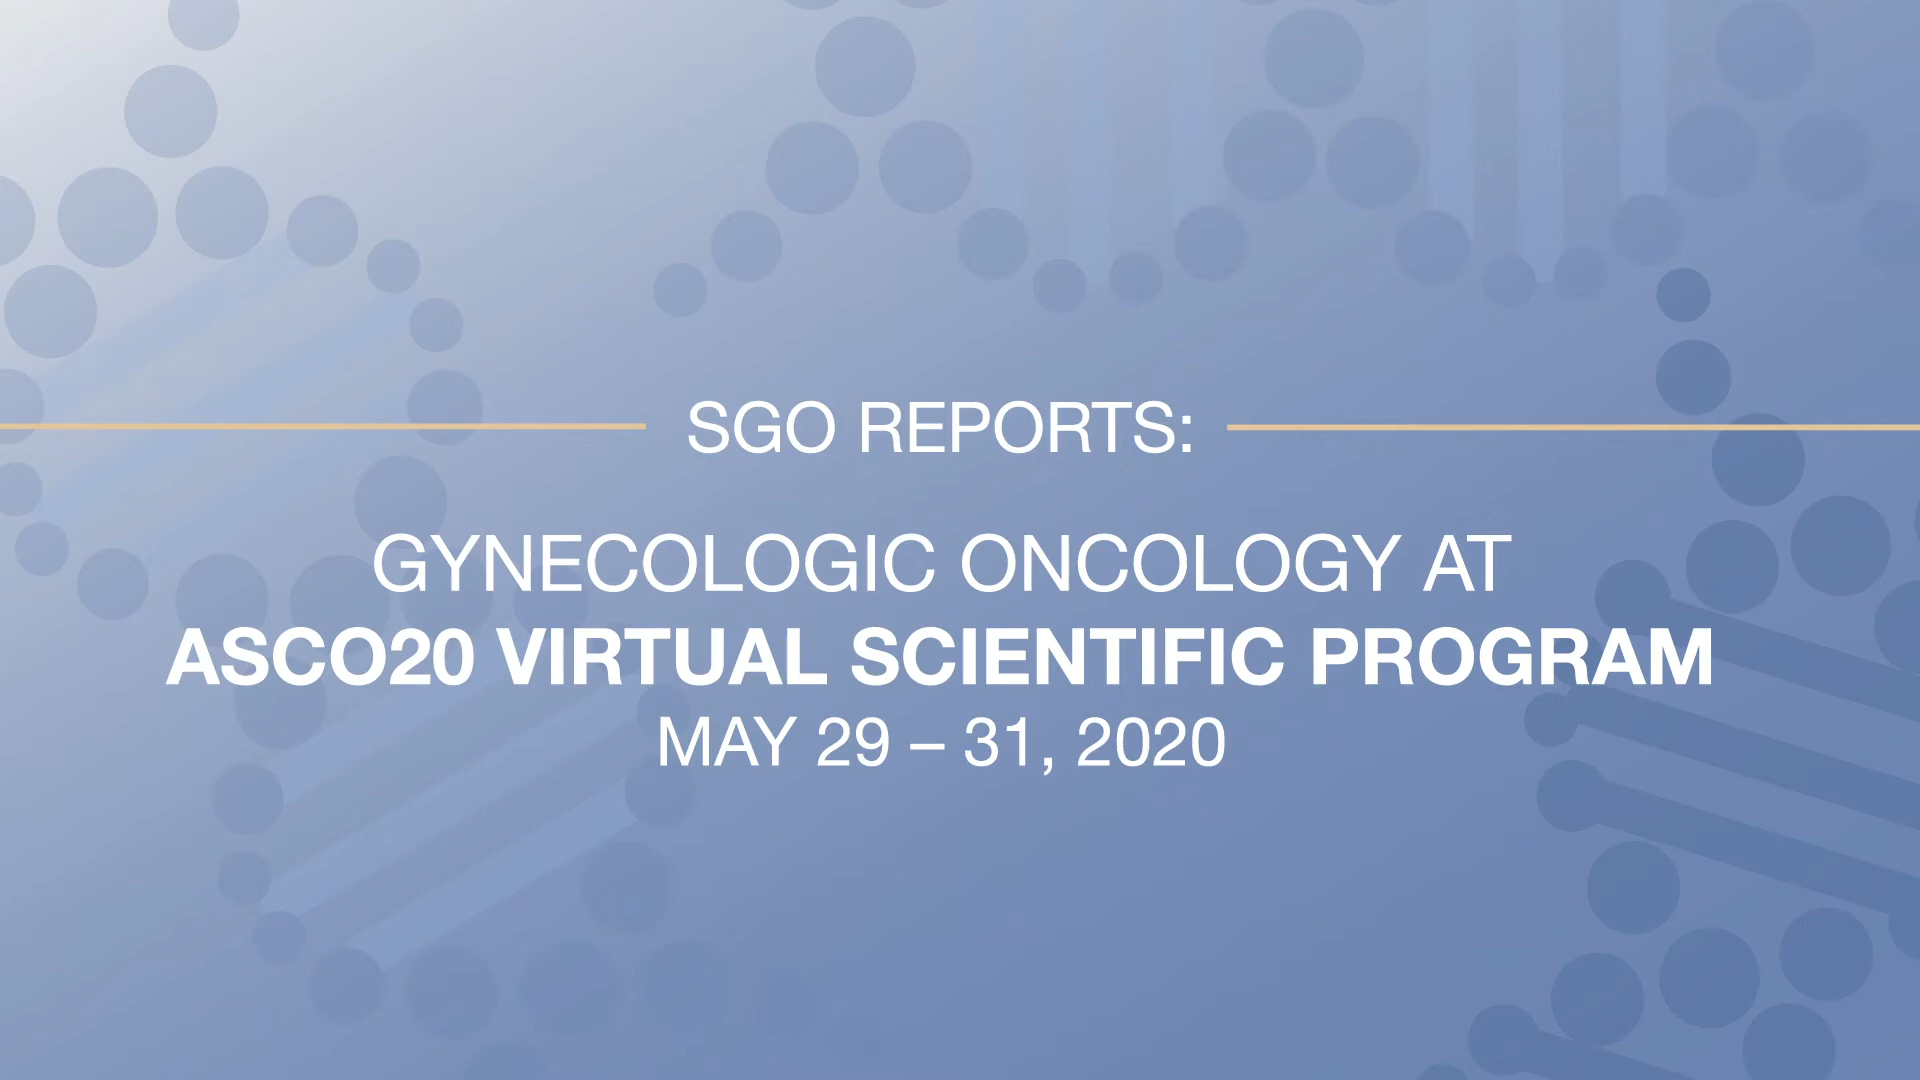 SGO REPORTS:
GYNECOLOGIC ONCOLOGY AT
ASCO20 VIRTUAL SCIENTIFIC PROGRAM
MAY 29 – 31, 2020